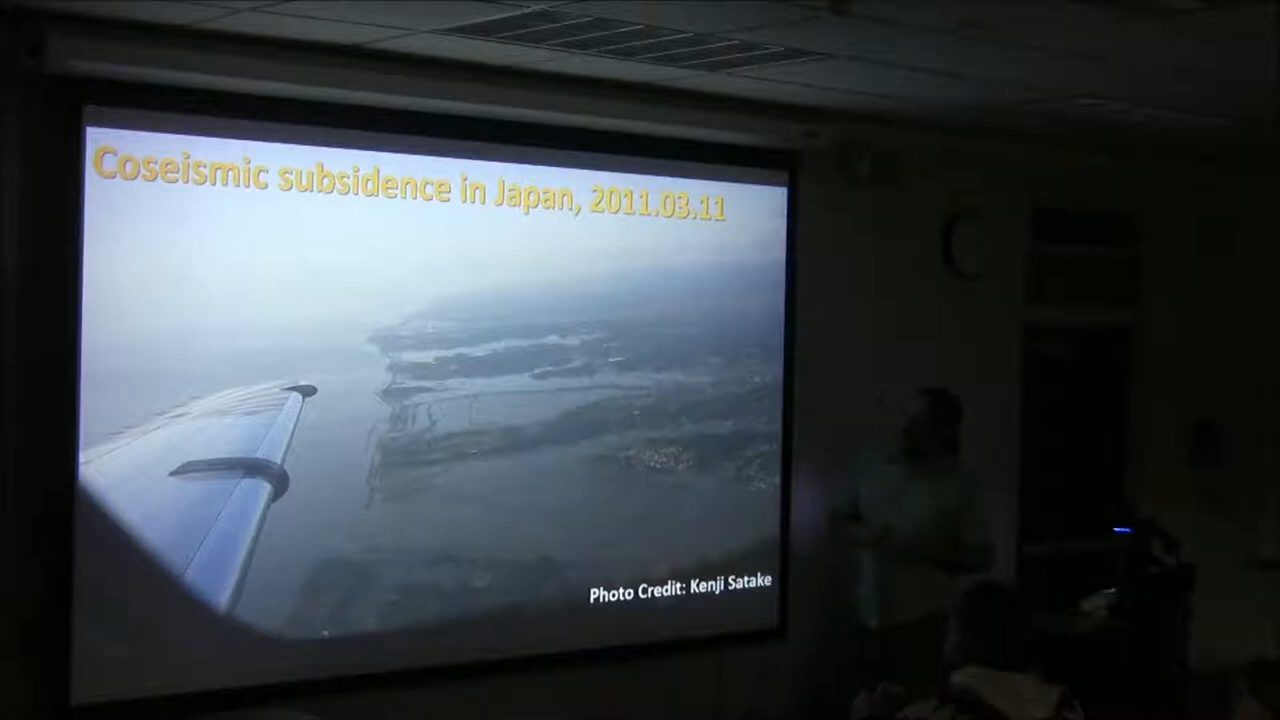 Coseismic subsidence in Japan, 2011.03.11
Photo Credit: Kenji Satake